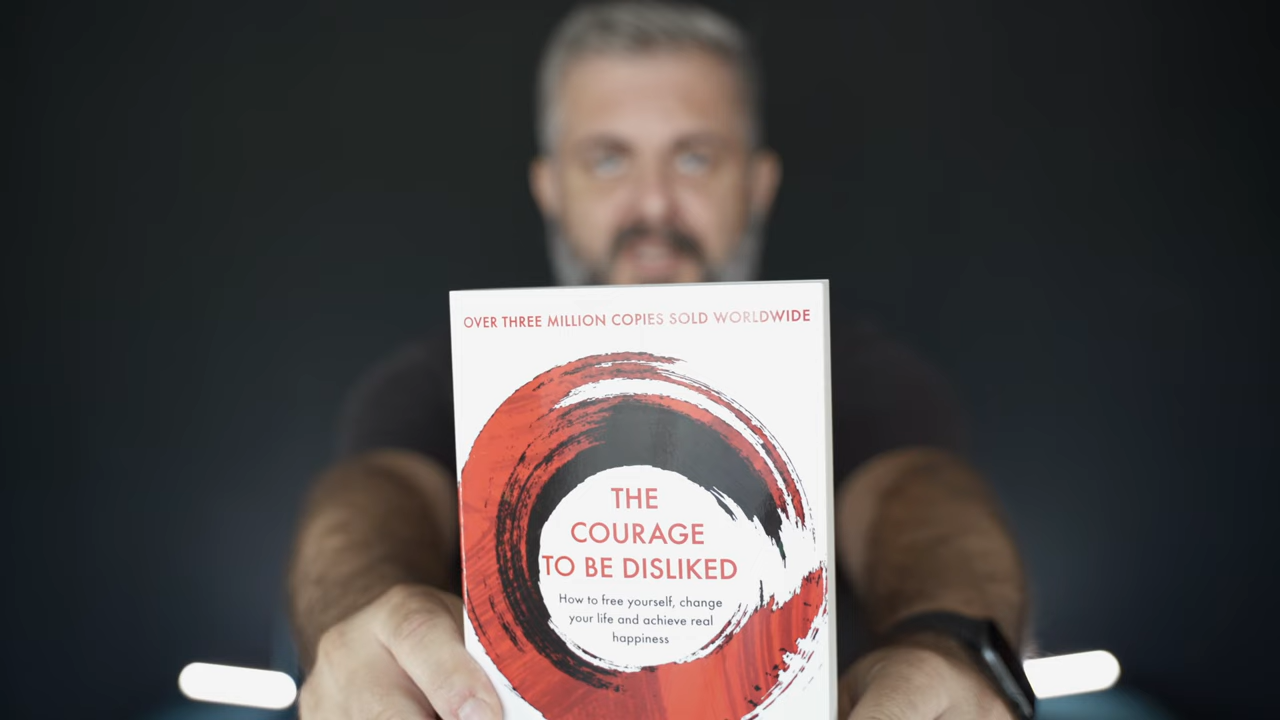 OVER THREE MILLION COPIES SOLD WORLDWIDE
THE
COURAGE
TO BE DISLIKED
How to free yourself, change
your life and achieve real
happiness